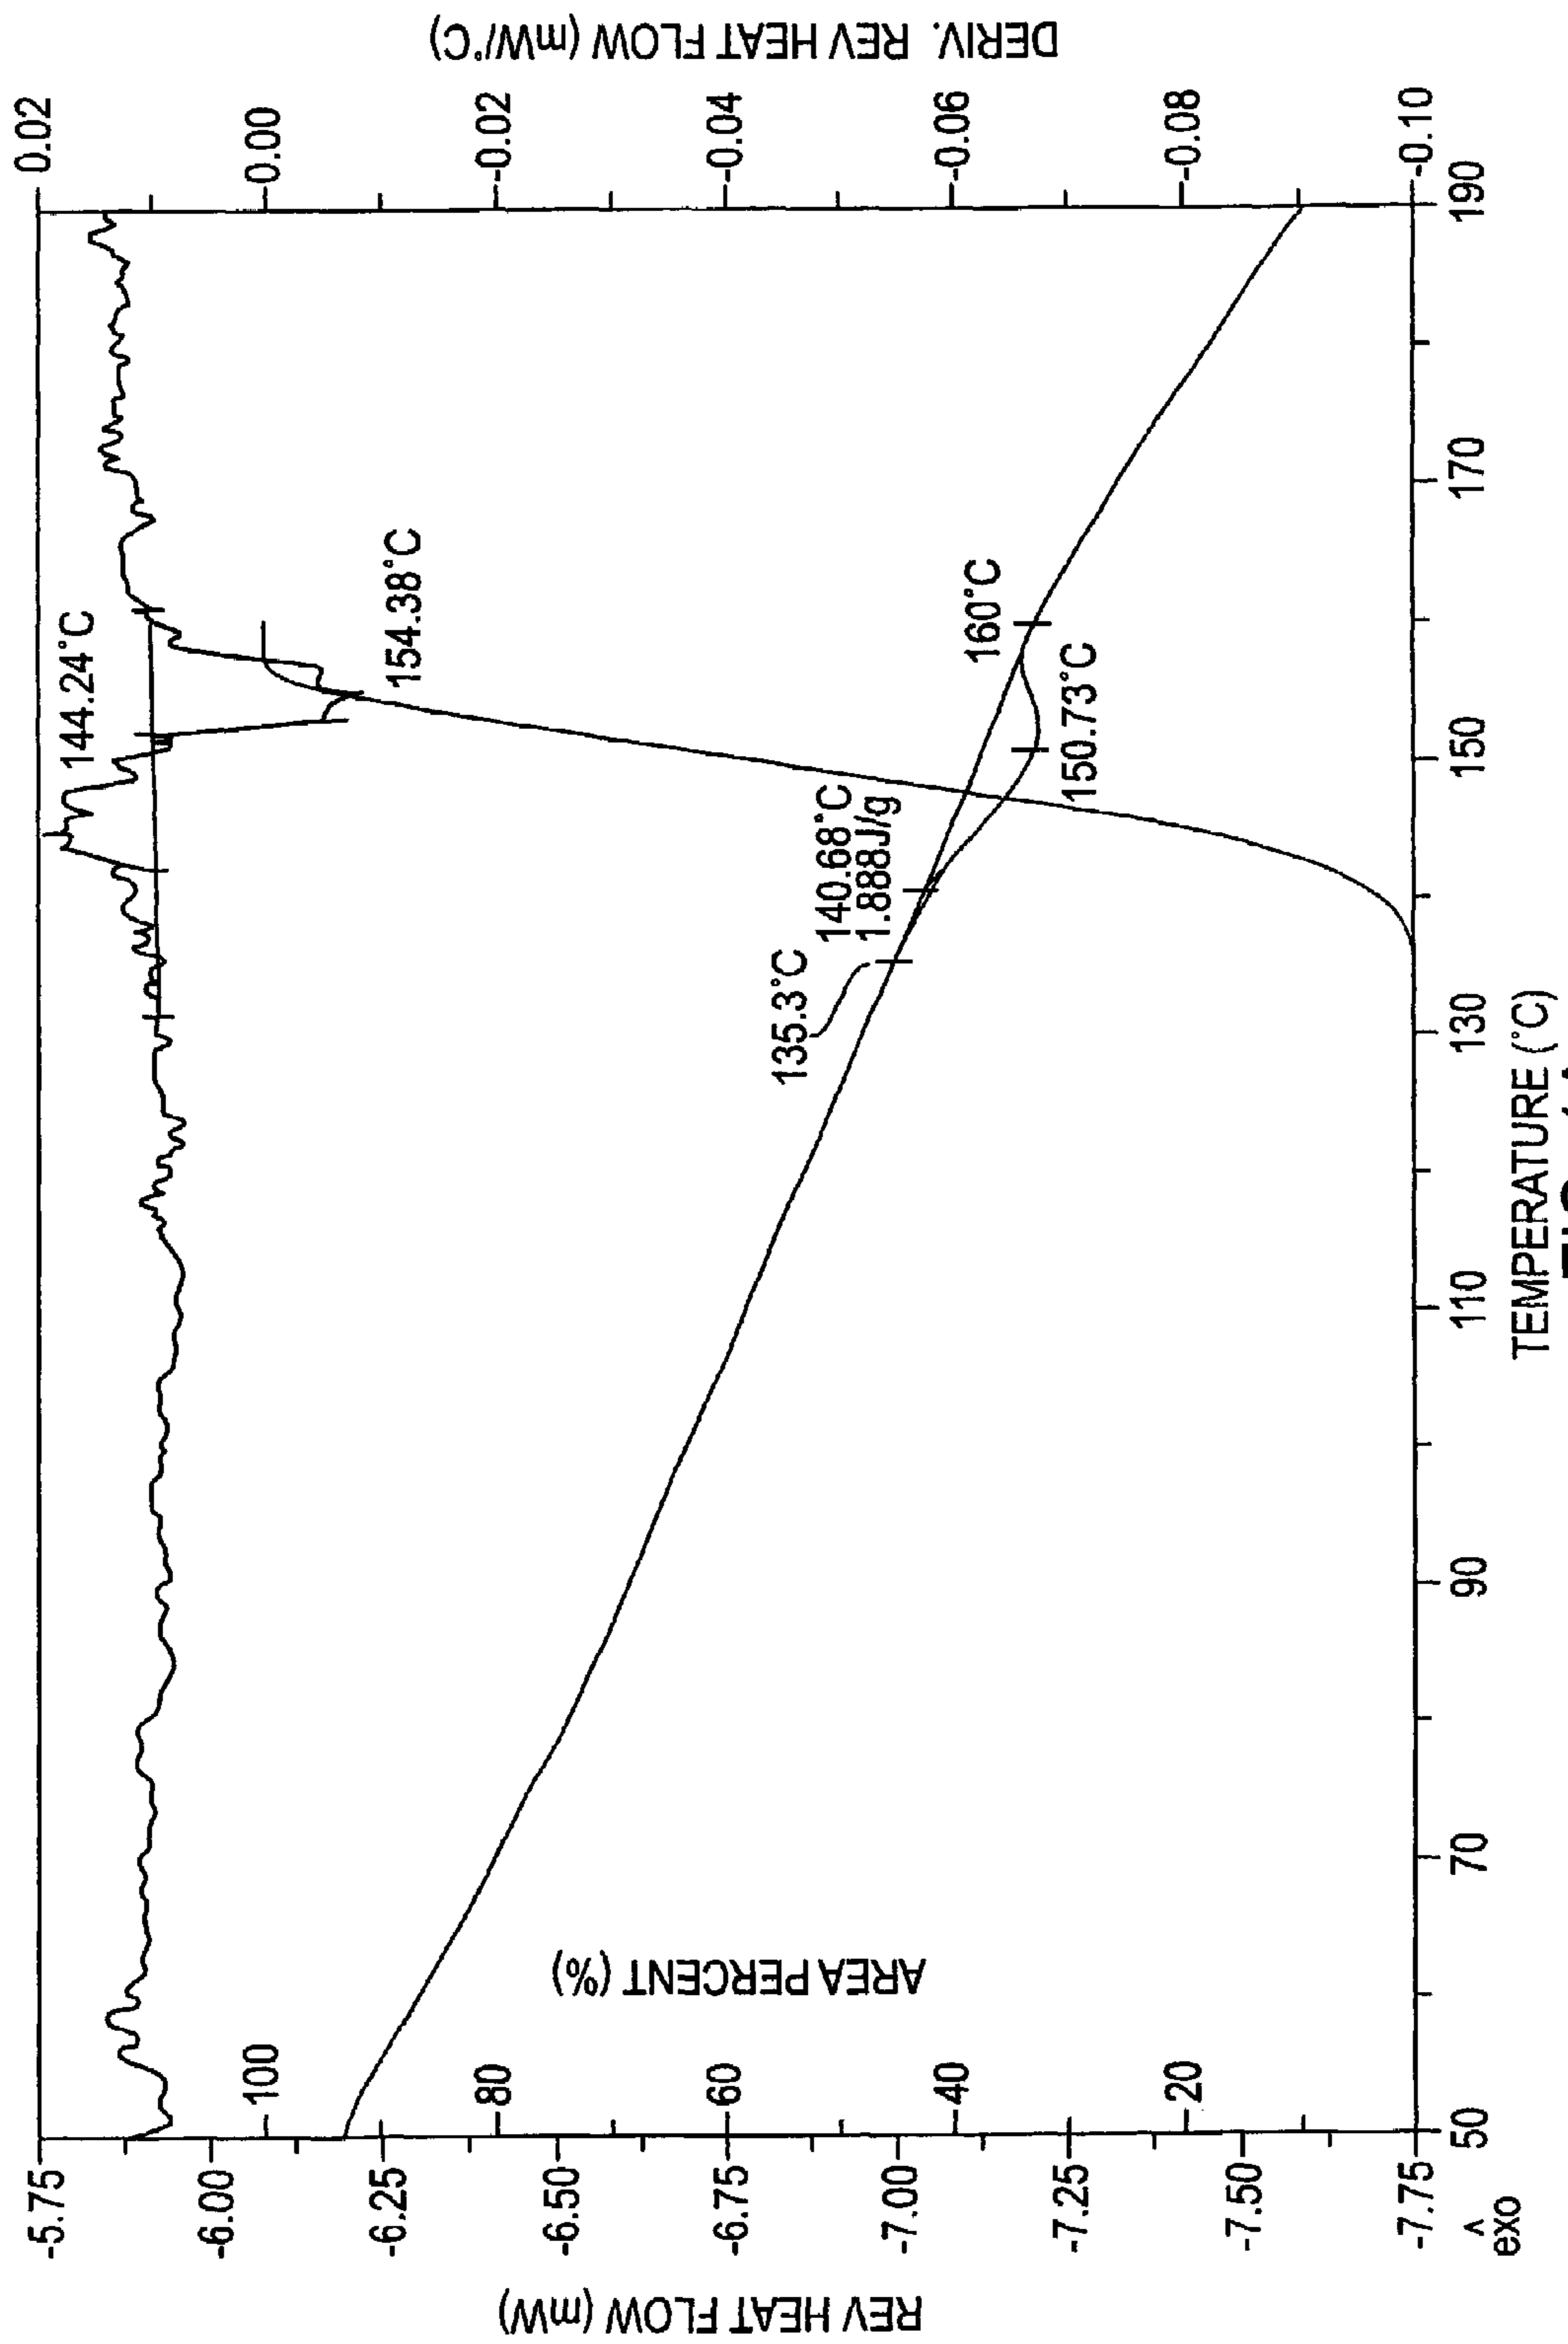 -5.75
-6.00
-6.25
-6.50
-6.75
-7.00
-7.25
-7.50
-7.75
REV HEAT FLOW (mW)
^
exo
100
80
60
40
20
AREA PERCENT (%)
144.24°C
154.38°C
135.3°C
140.68°C
1.888J/g
160°C
150.73°C
0.02
0.00
-0.02
-0.04
-0.06
-0.08
-0.10
DERIV. REV HEAT FLOW (mW/°C)
50
70
90
110
130
150
170
190
TEMPERATURE (°C)